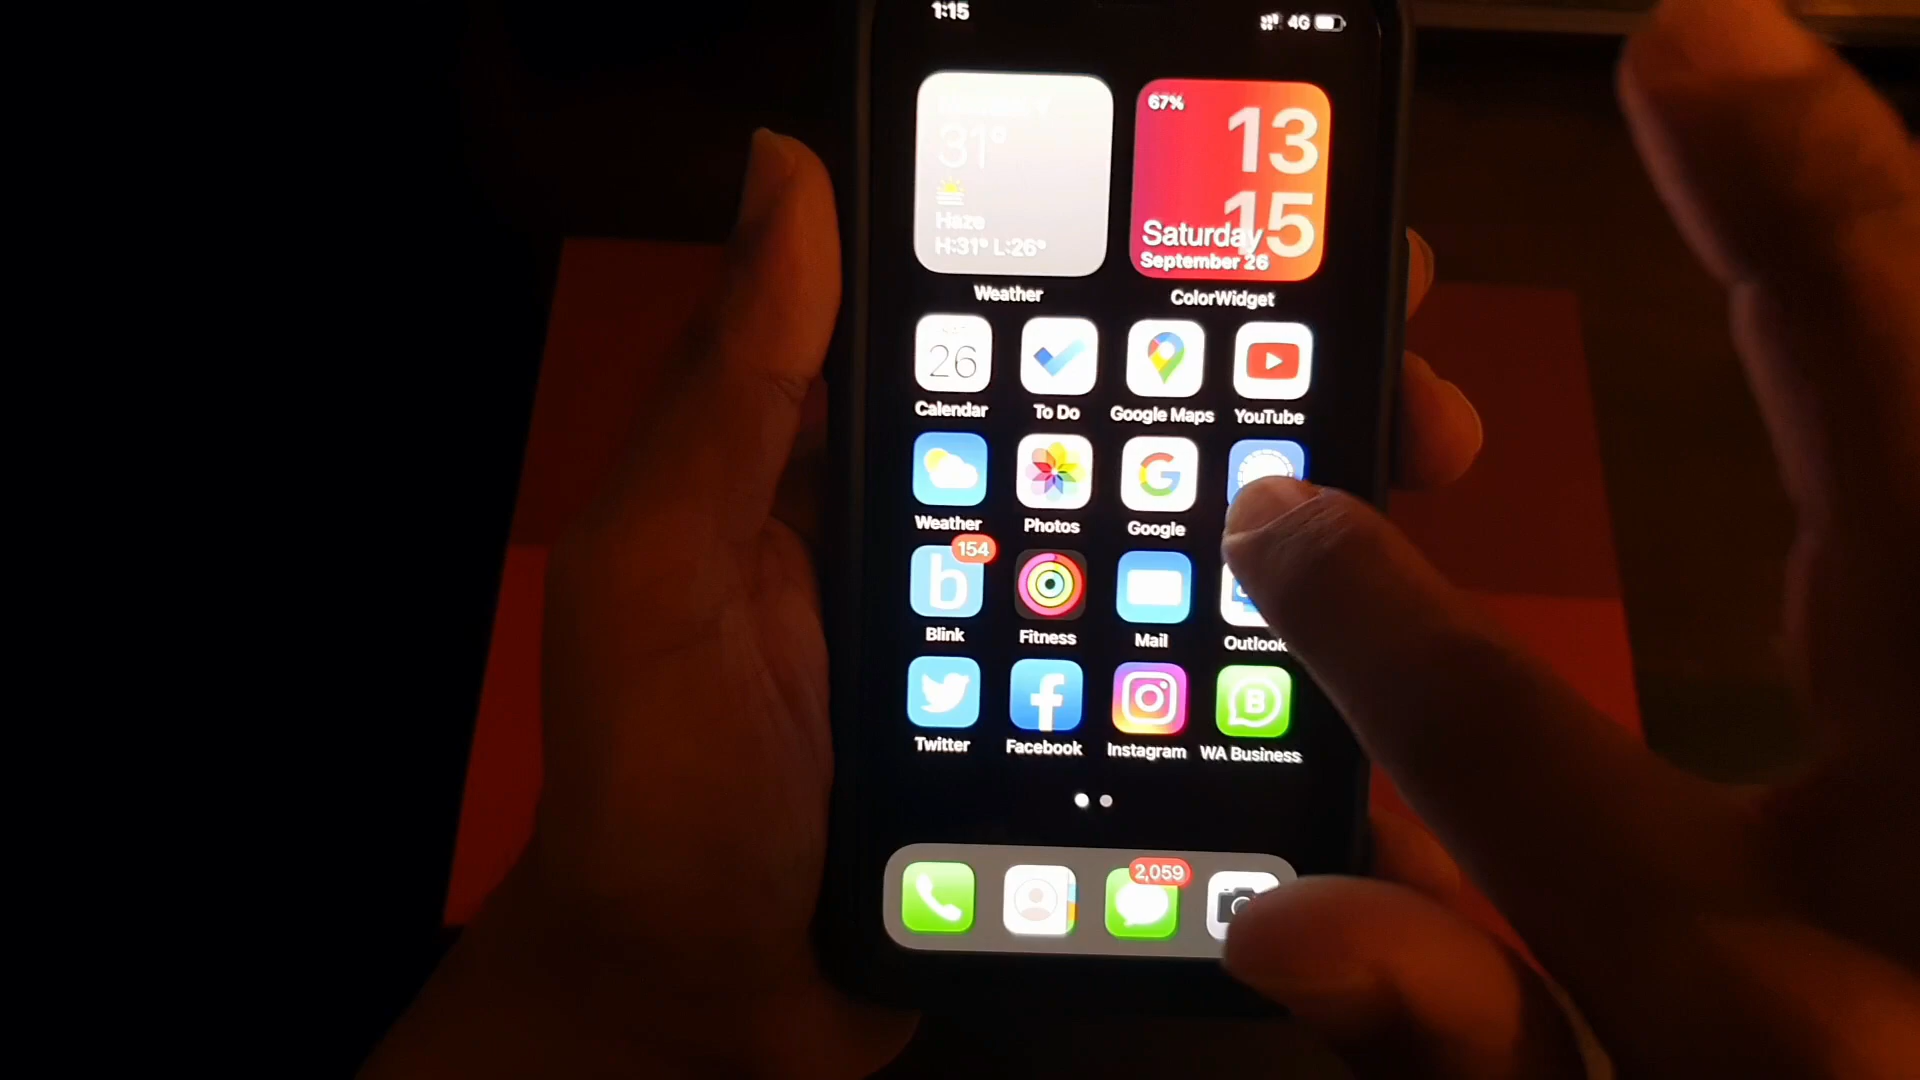 1:15
4G
31°
Haze
H:31° L:26°
Weather
67%
13
15
Saturday
September 26
ColorWidget
26
Calendar
To Do
Google Maps
YouTube
Weather
Photos
G
Google
154
b
Blink
Fitness
Mail
Outlook
Twitter
f
Facebook
Instagram
B
WA Business
2,059